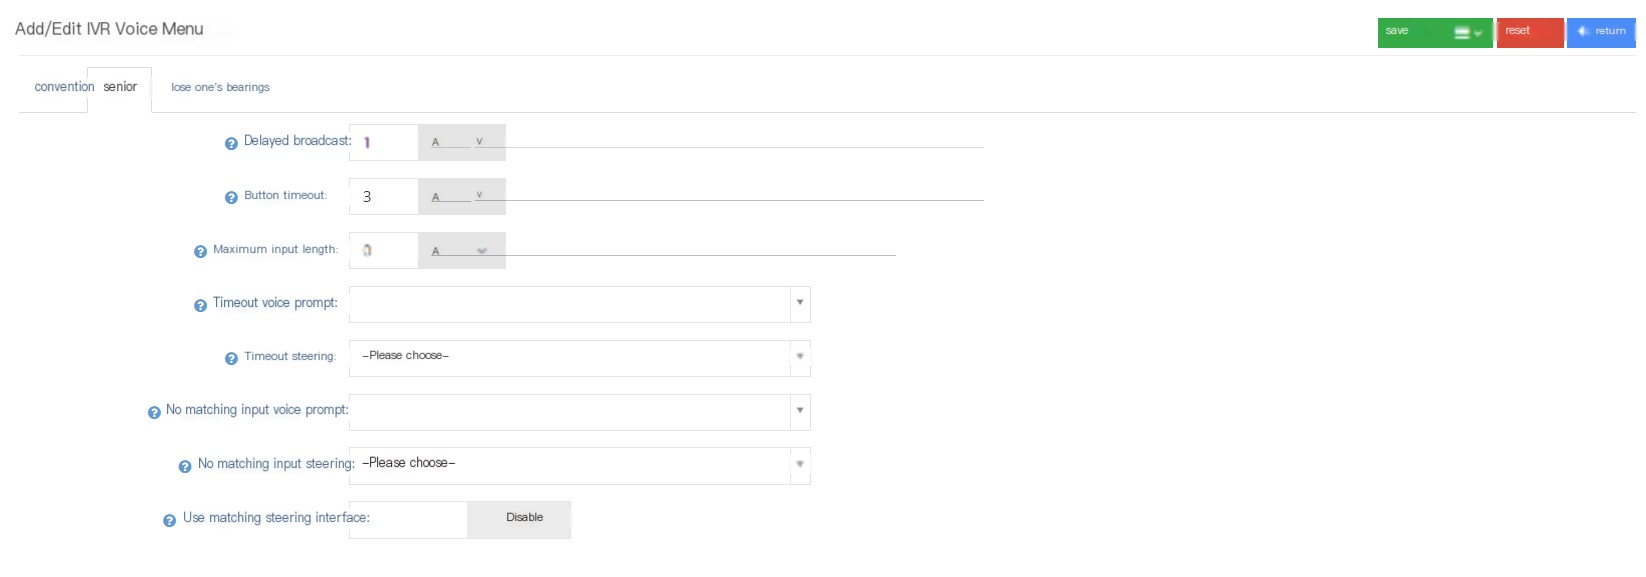 Add/Edit IVR Voice Menu
save reset return
convention senior lose one's bearings
Delayed broadcast: 1 A V
Button timeout: 3 A V
Maximum input length: 0 A
Timeout voice prompt:
Timeout steering: -Please choose-
No matching input voice prompt:
No matching input steering: -Please choose-
Use matching steering interface: Disable